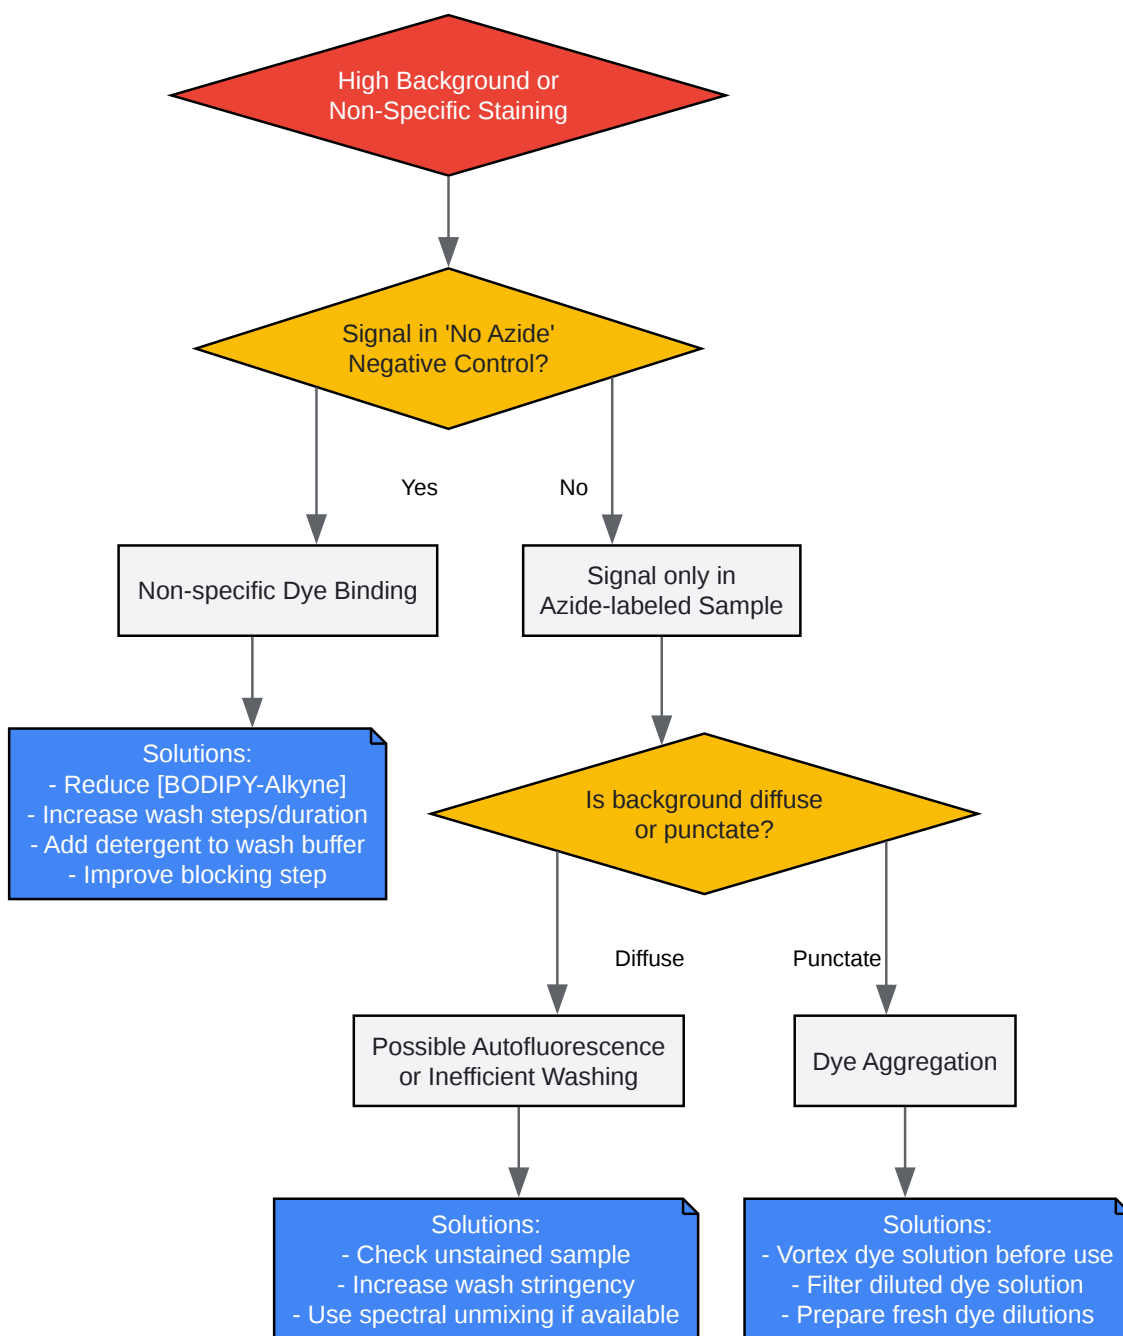 High Background or
Non-Specific Staining
Signal in 'No Azide'
Negative Control?
Yes
No
Non-specific Dye Binding
Signal only in
Azide-labeled Sample
Solutions:
- Reduce [BODIPY-Alkyne]
- Increase wash steps/duration
- Add detergent to wash buffer
- Improve blocking step
Is background diffuse
or punctate?
Diffuse
Punctate
Possible Autofluorescence
or Inefficient Washing
Dye Aggregation
Solutions:
- Check unstained sample
- Increase wash stringency
- Use spectral unmixing if available
Solutions:
- Vortex dye solution before use
- Filter diluted dye solution
- Prepare fresh dye dilutions